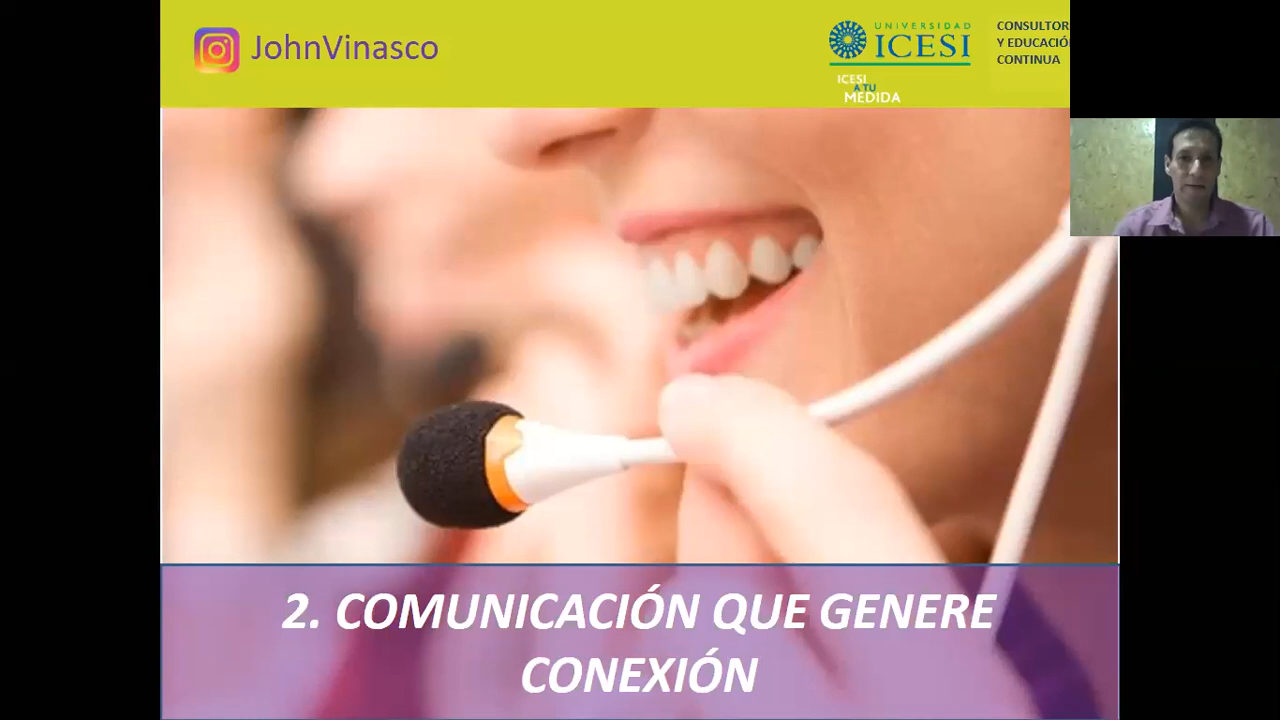 JohnVinasco
UNIVERSIDAD
ICESI
ICESI
A TU
MEDIDA
CONSULTOR
Y EDUCACIÓ
CONTINUA
2. COMUNICACIÓN QUE GENERE
CONEXIÓN